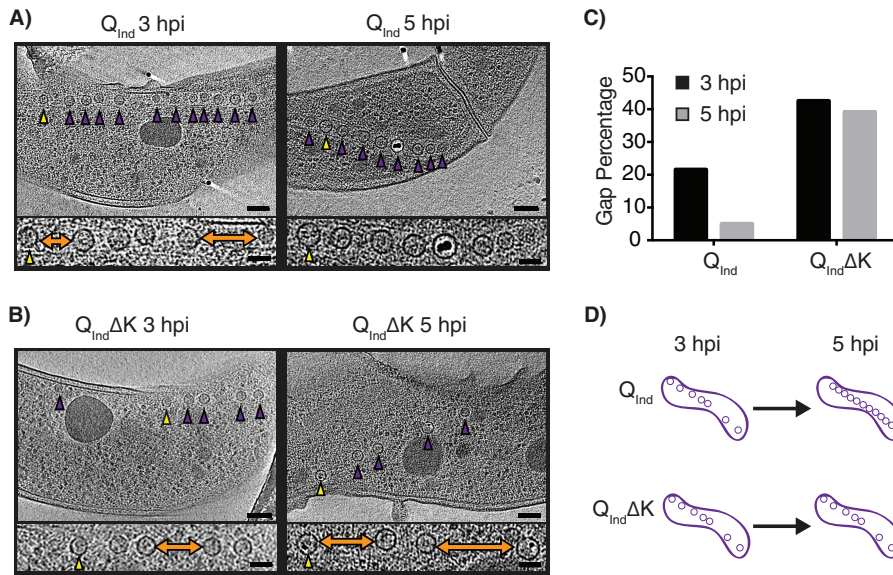 A)
Q_Ind 3 hpi
Q_Ind 5 hpi
B)
Q_IndΔK 3 hpi
Q_IndΔK 5 hpi
C)
Gap Percentage
50
40
30
20
10
0
3 hpi
5 hpi
Q_Ind
Q_IndΔK
D)
3 hpi
5 hpi
Q_Ind
Q_IndΔK